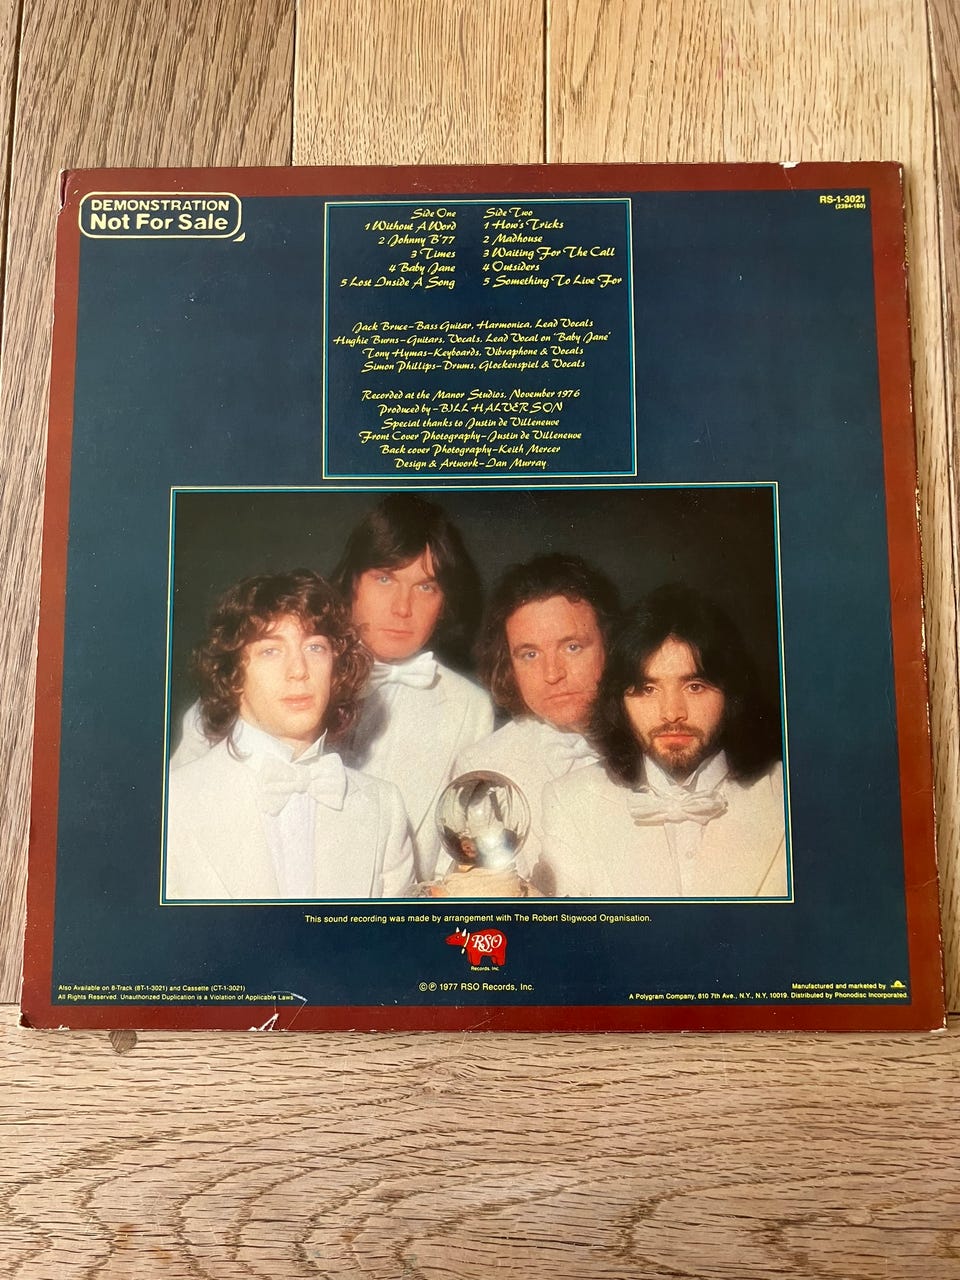 DEMONSTRATION
Not For Sale
RS-1-3021
(2394-180)
Side One
1 Without A Word
2 Johnny B'77
3 Times
4 Baby Jane
5 Lost Inside A Song
Side Two
1 How's Tricks
2 Madhouse
3 Waiting For The Call
4 Outsiders
5 Something To Live For
Jack Bruce–Bass Guitar, Harmonica, Lead Vocals
Hughie Burns–Guitars, Vocals, Lead Vocal on 'Baby Jane'
Tony Hymas–Keyboards, Vibraphone & Vocals
Simon Phillips–Drums, Glockenspiel & Vocals
Recorded at the Manor Studios, November 1976
Produced by –BILL HALVERSON
Special thanks to Justin de Villeneuve
Front Cover Photography–Justin de Villeneuve
Back cover Photography–Keith Mercer
Design & Artwork–Ian Murray
This sound recording was made by arrangement with The Robert Stigwood Organisation.
RSO
Records, Inc.
Also Available on 8-Track (8T-1-3021) and Cassette (CT-1-3021)
All Rights Reserved. Unauthorized Duplication is a Violation of Applicable Laws
©℗ 1977 RSO Records, Inc.
Manufactured and marketed by
A Polygram Company, 810 7th Ave., N.Y., N.Y. 10019. Distributed by Phonodisc Incorporated.